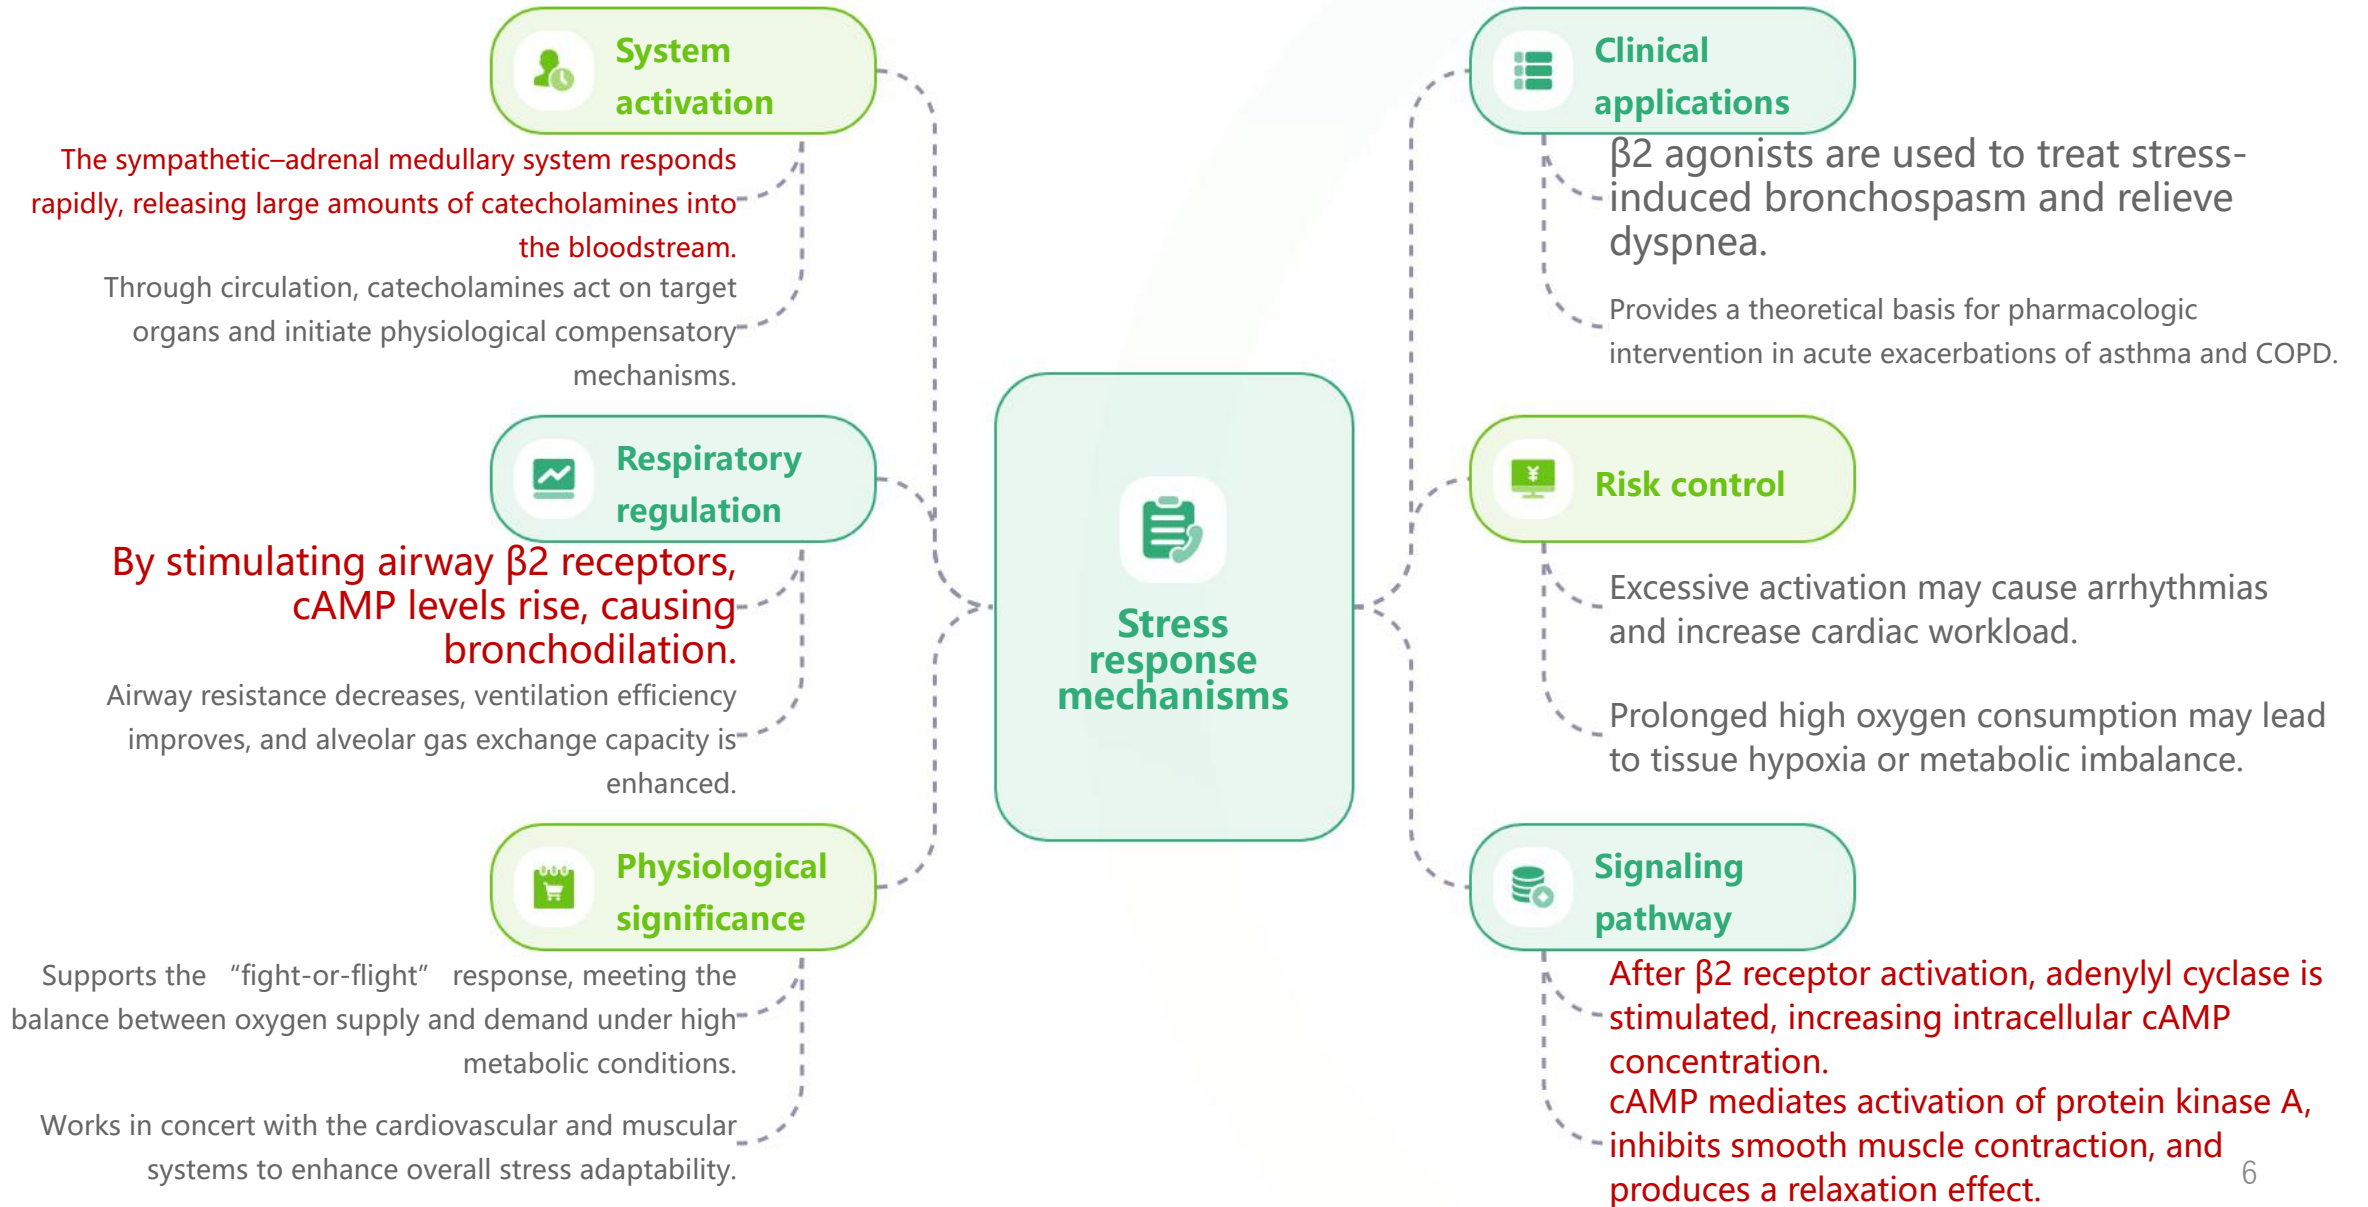 System
activation
The sympathetic–adrenal medullary system responds
rapidly, releasing large amounts of catecholamines into
the bloodstream.
Through circulation, catecholamines act on target
organs and initiate physiological compensatory
mechanisms.
Respiratory
regulation
By stimulating airway β2 receptors,
cAMP levels rise, causing
bronchodilation.
Airway resistance decreases, ventilation efficiency
improves, and alveolar gas exchange capacity is
enhanced.
Physiological
significance
Supports the “fight-or-flight” response, meeting the
balance between oxygen supply and demand under high
metabolic conditions.
Works in concert with the cardiovascular and muscular
systems to enhance overall stress adaptability.
Stress
response
mechanisms
Clinical
applications
β2 agonists are used to treat stress-
induced bronchospasm and relieve
dyspnea.
Provides a theoretical basis for pharmacologic
intervention in acute exacerbations of asthma and COPD.
¥
Risk control
Excessive activation may cause arrhythmias
and increase cardiac workload.
Prolonged high oxygen consumption may lead
to tissue hypoxia or metabolic imbalance.
Signaling
pathway
After β2 receptor activation, adenylyl cyclase is
stimulated, increasing intracellular cAMP
concentration.
cAMP mediates activation of protein kinase A,
inhibits smooth muscle contraction, and
produces a relaxation effect.
6